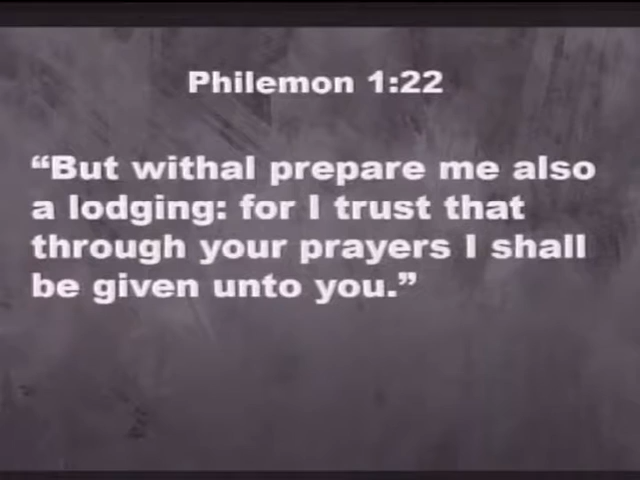 Philemon 1:22
“But withal prepare me also
a lodging: for I trust that
through your prayers I shall
be given unto you.”